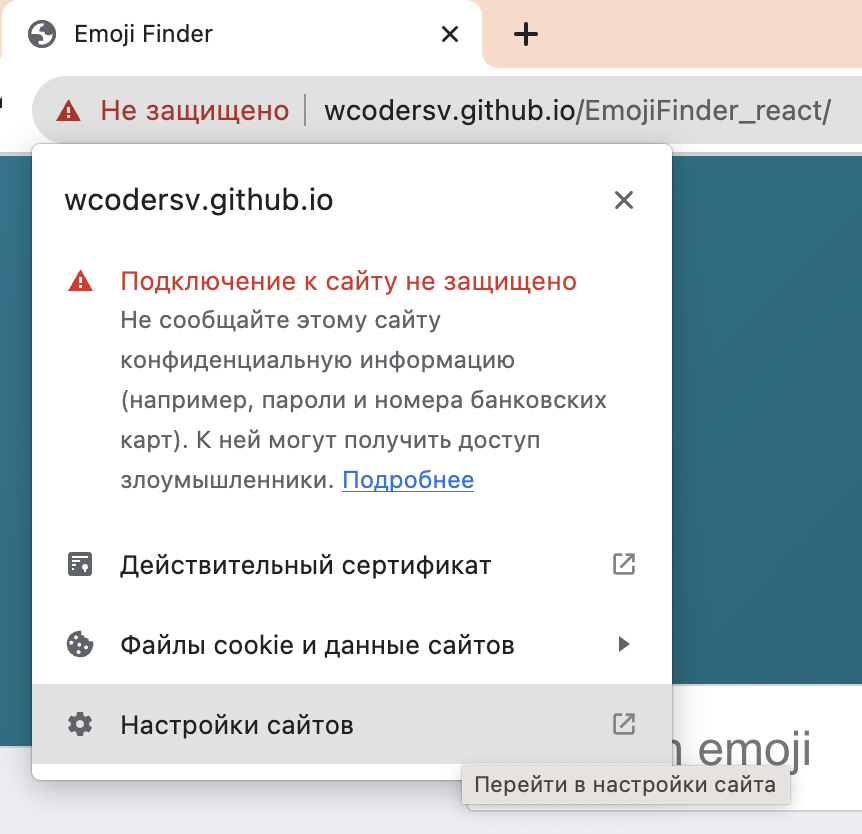 Emoji Finder
Не защищено
wcodersv.github.io/EmojiFinder_react/
wcodersv.github.io
Подключение к сайту не защищено
Не сообщайте этому сайту
конфиденциальную информацию
(например, пароли и номера банковских
карт). К ней могут получить доступ
злоумышленники. Подробнее
Действительный сертификат
Файлы cookie и данные сайтов
Настройки сайтов
emoji
Перейти в настройки сайта